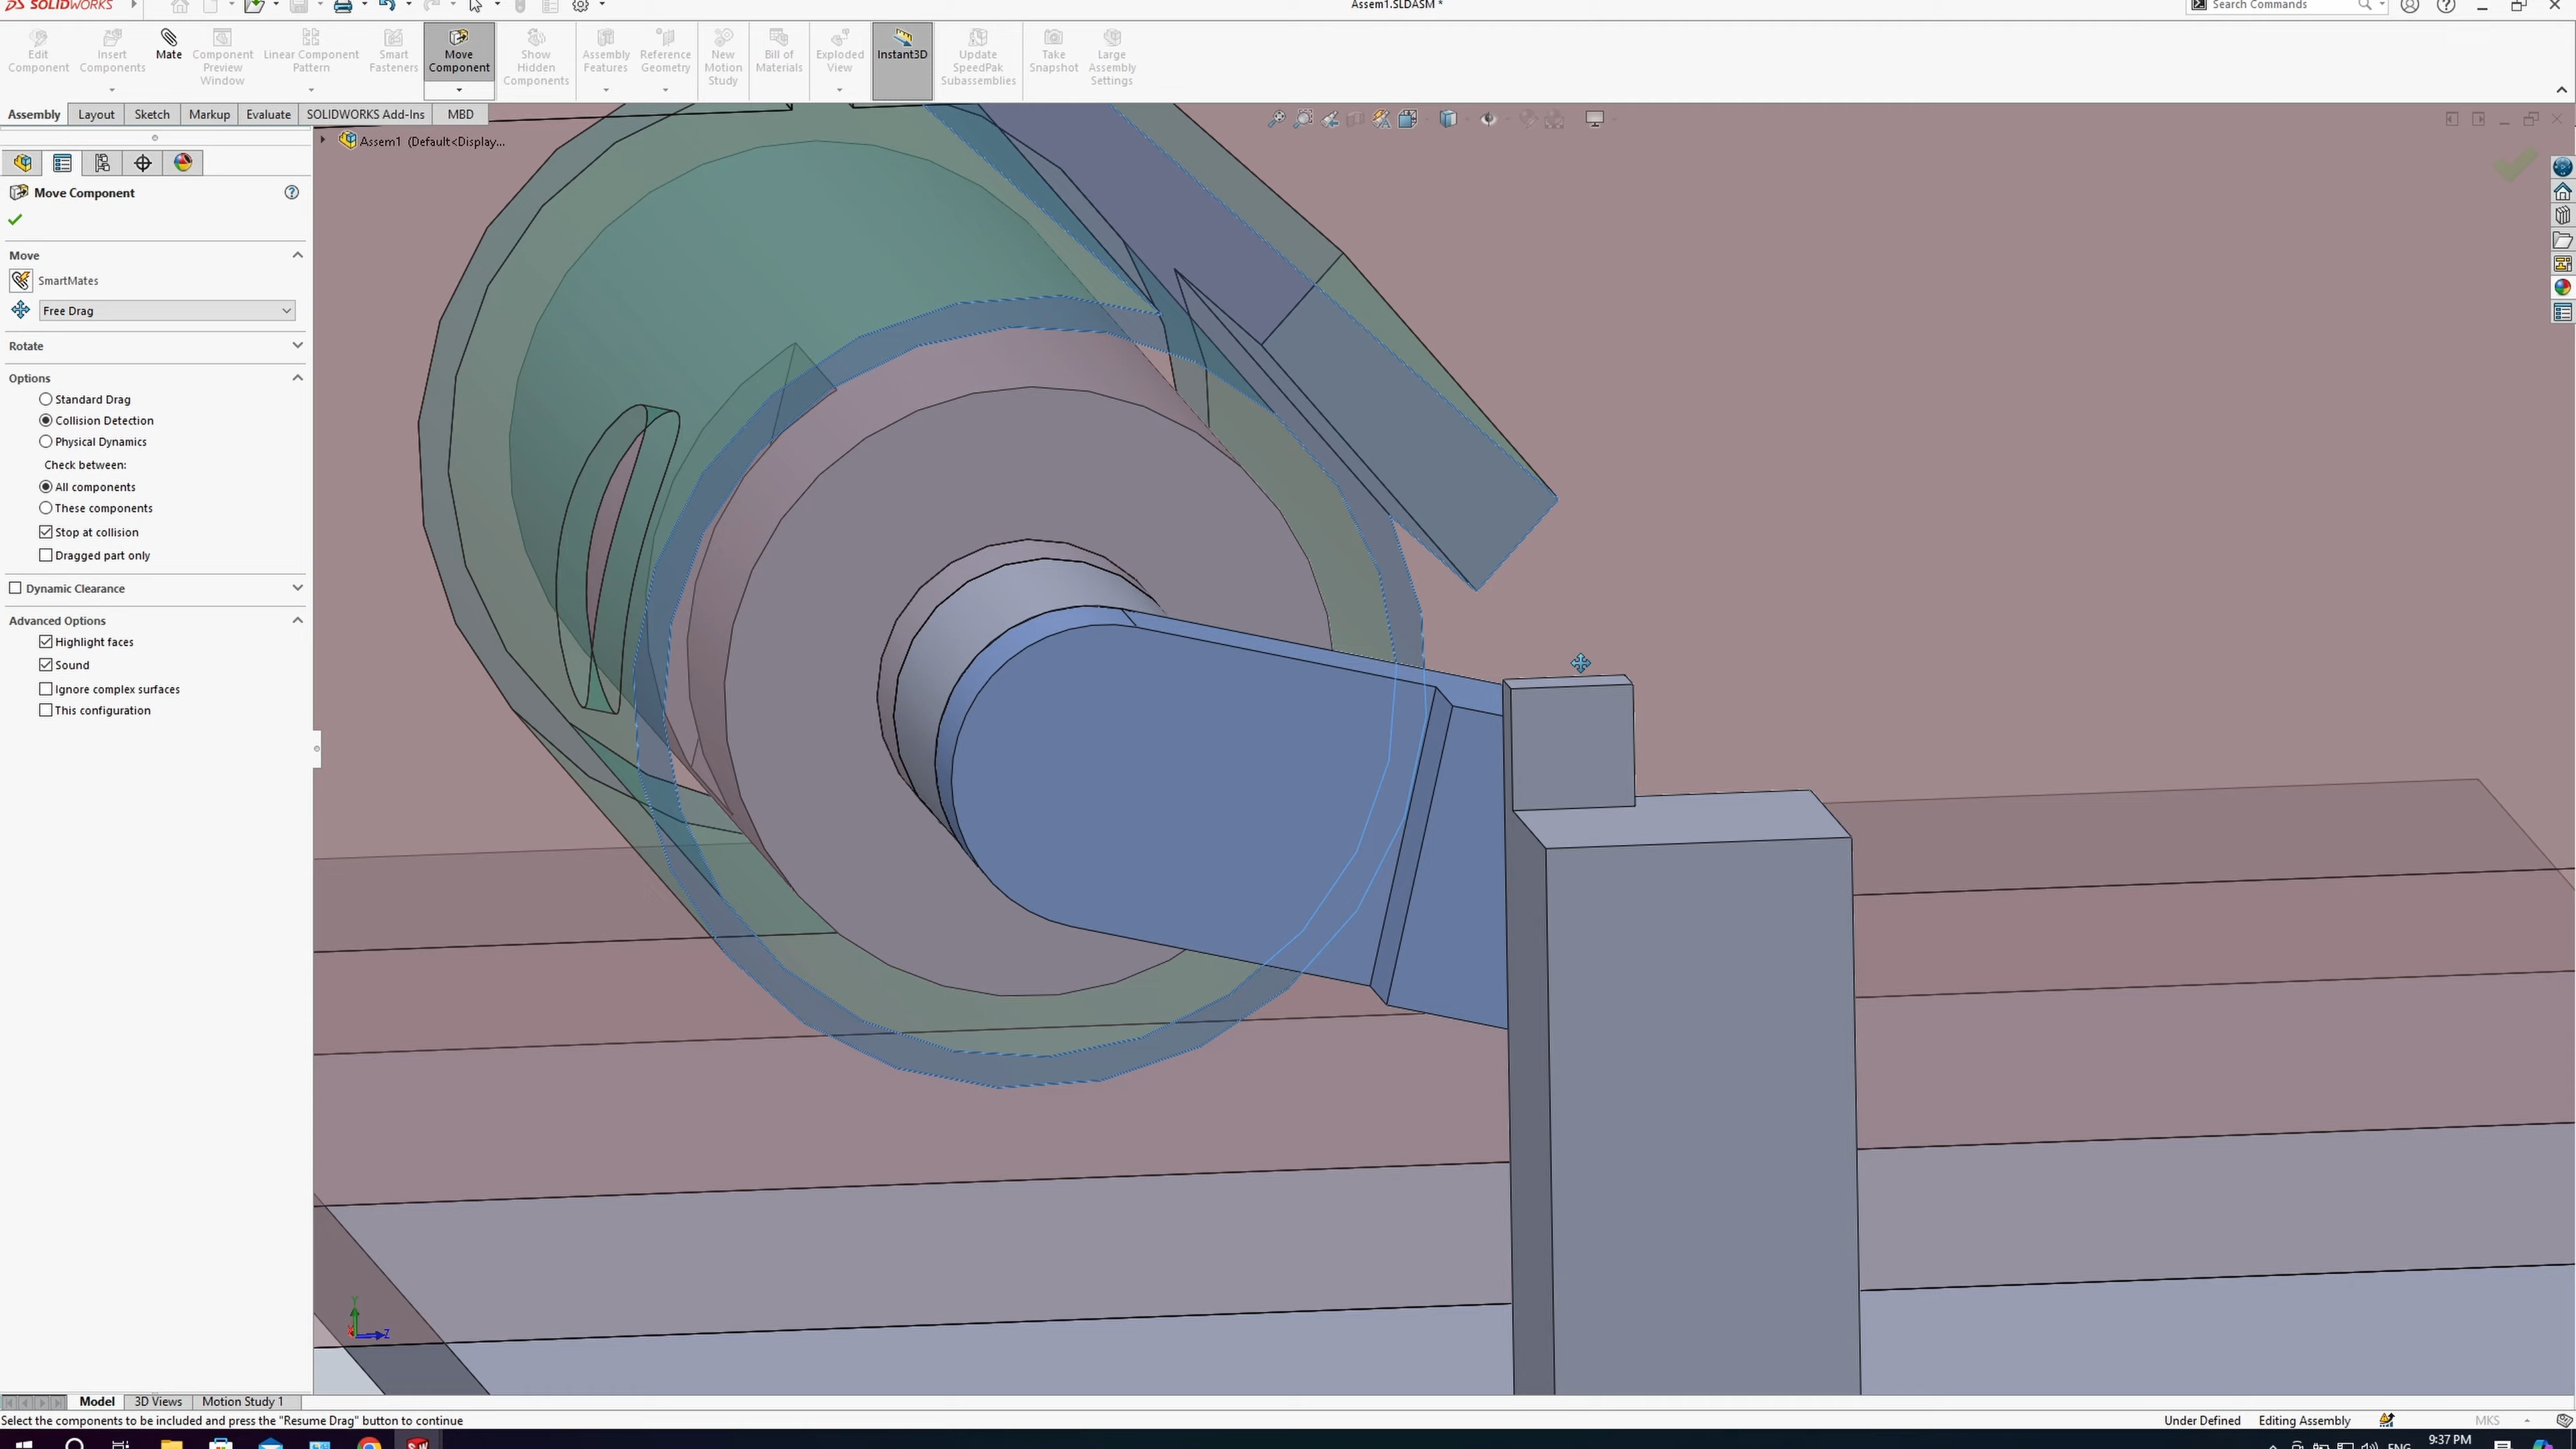 SOLIDWORKS
Assem1.SLDASM *
Search Commands
Edit Component
Insert Components
Mate
Component Preview Window
Linear Component Pattern
Smart Fasteners
Move Component
Show Hidden Components
Assembly Features
Reference Geometry
New Motion Study
Bill of Materials
Exploded View
Instant3D
Update SpeedPak Subassemblies
Take Snapshot
Large Assembly Settings
Assembly
Layout
Sketch
Markup
Evaluate
SOLIDWORKS Add-Ins
MBD
Assem1 (Default<Display...
Move Component
Move
SmartMates
Free Drag
Rotate
Options
Standard Drag
Collision Detection
Physical Dynamics
Check between:
All components
These components
Stop at collision
Dragged part only
Dynamic Clearance
Advanced Options
Highlight faces
Sound
Ignore complex surfaces
This configuration
Y
Z
Model
3D Views
Motion Study 1
Select the components to be included and press the "Resume Drag" button to continue
Under Defined
Editing Assembly
MKS
ENG
9:37 PM